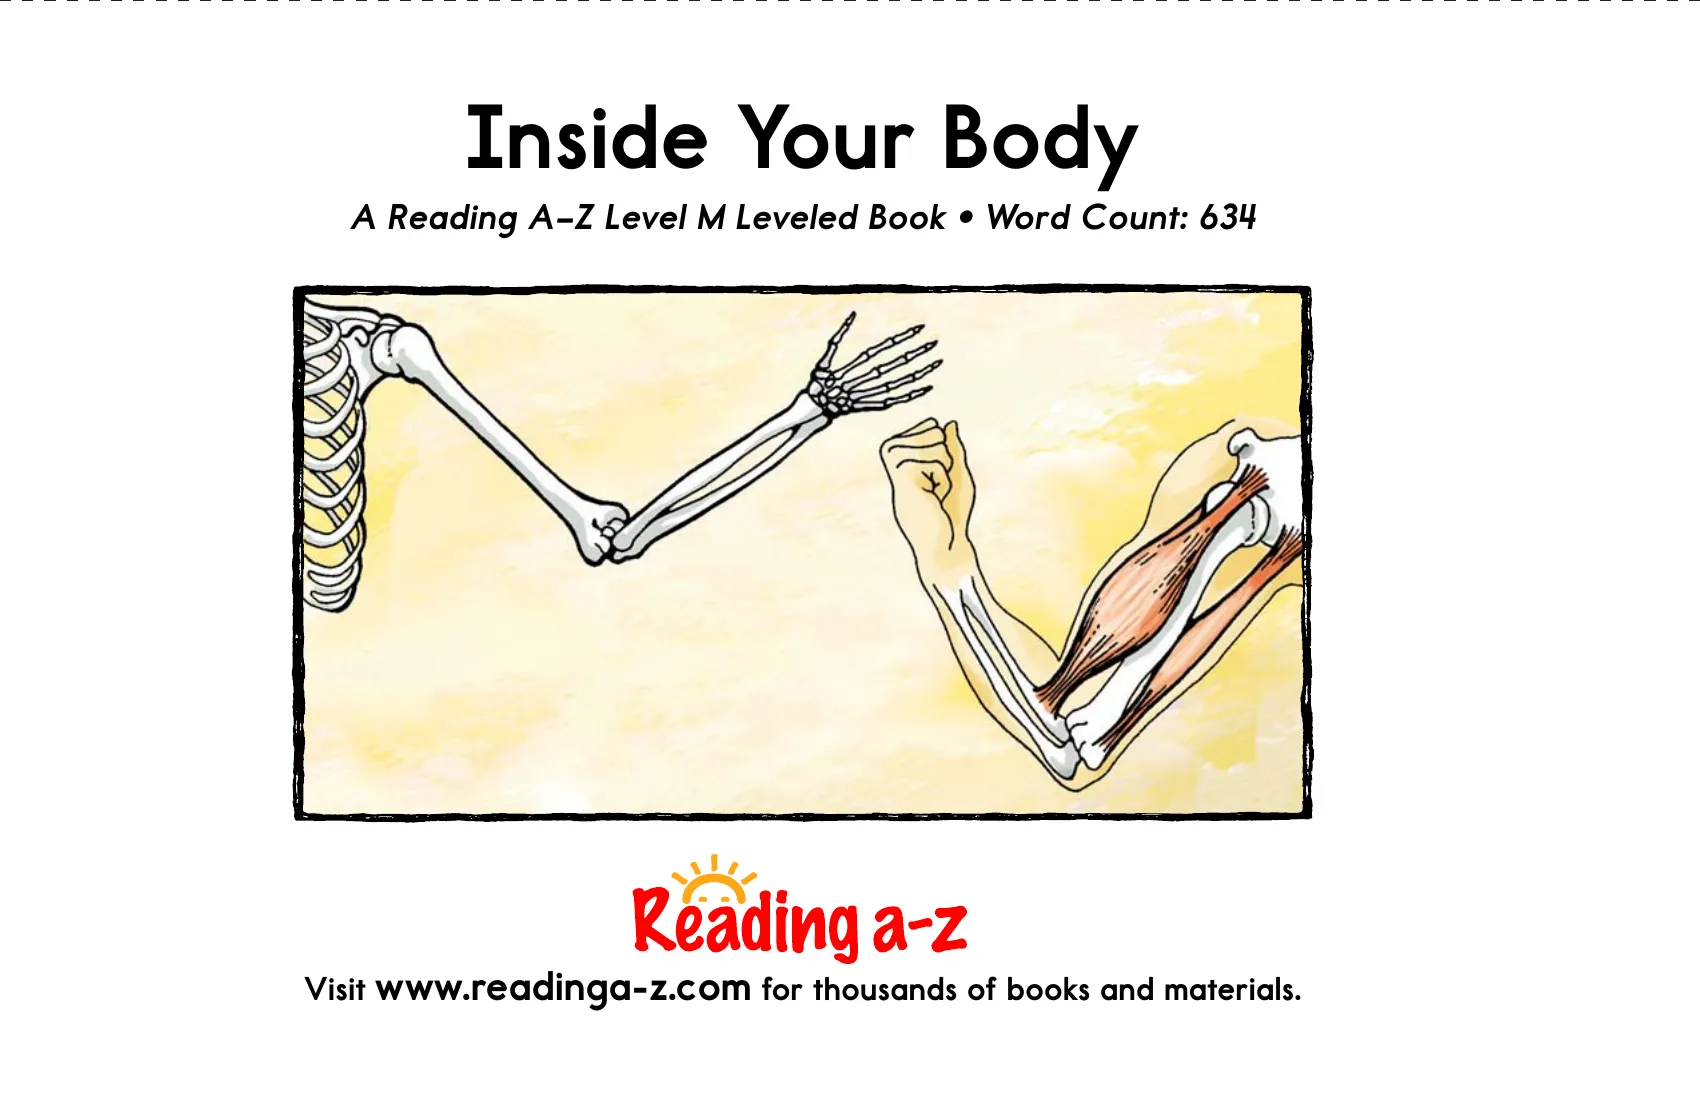 Inside Your Body
A Reading A–Z Level M Leveled Book • Word Count: 634
Reading a-z
Visit www.readinga-z.com for thousands of books and materials.